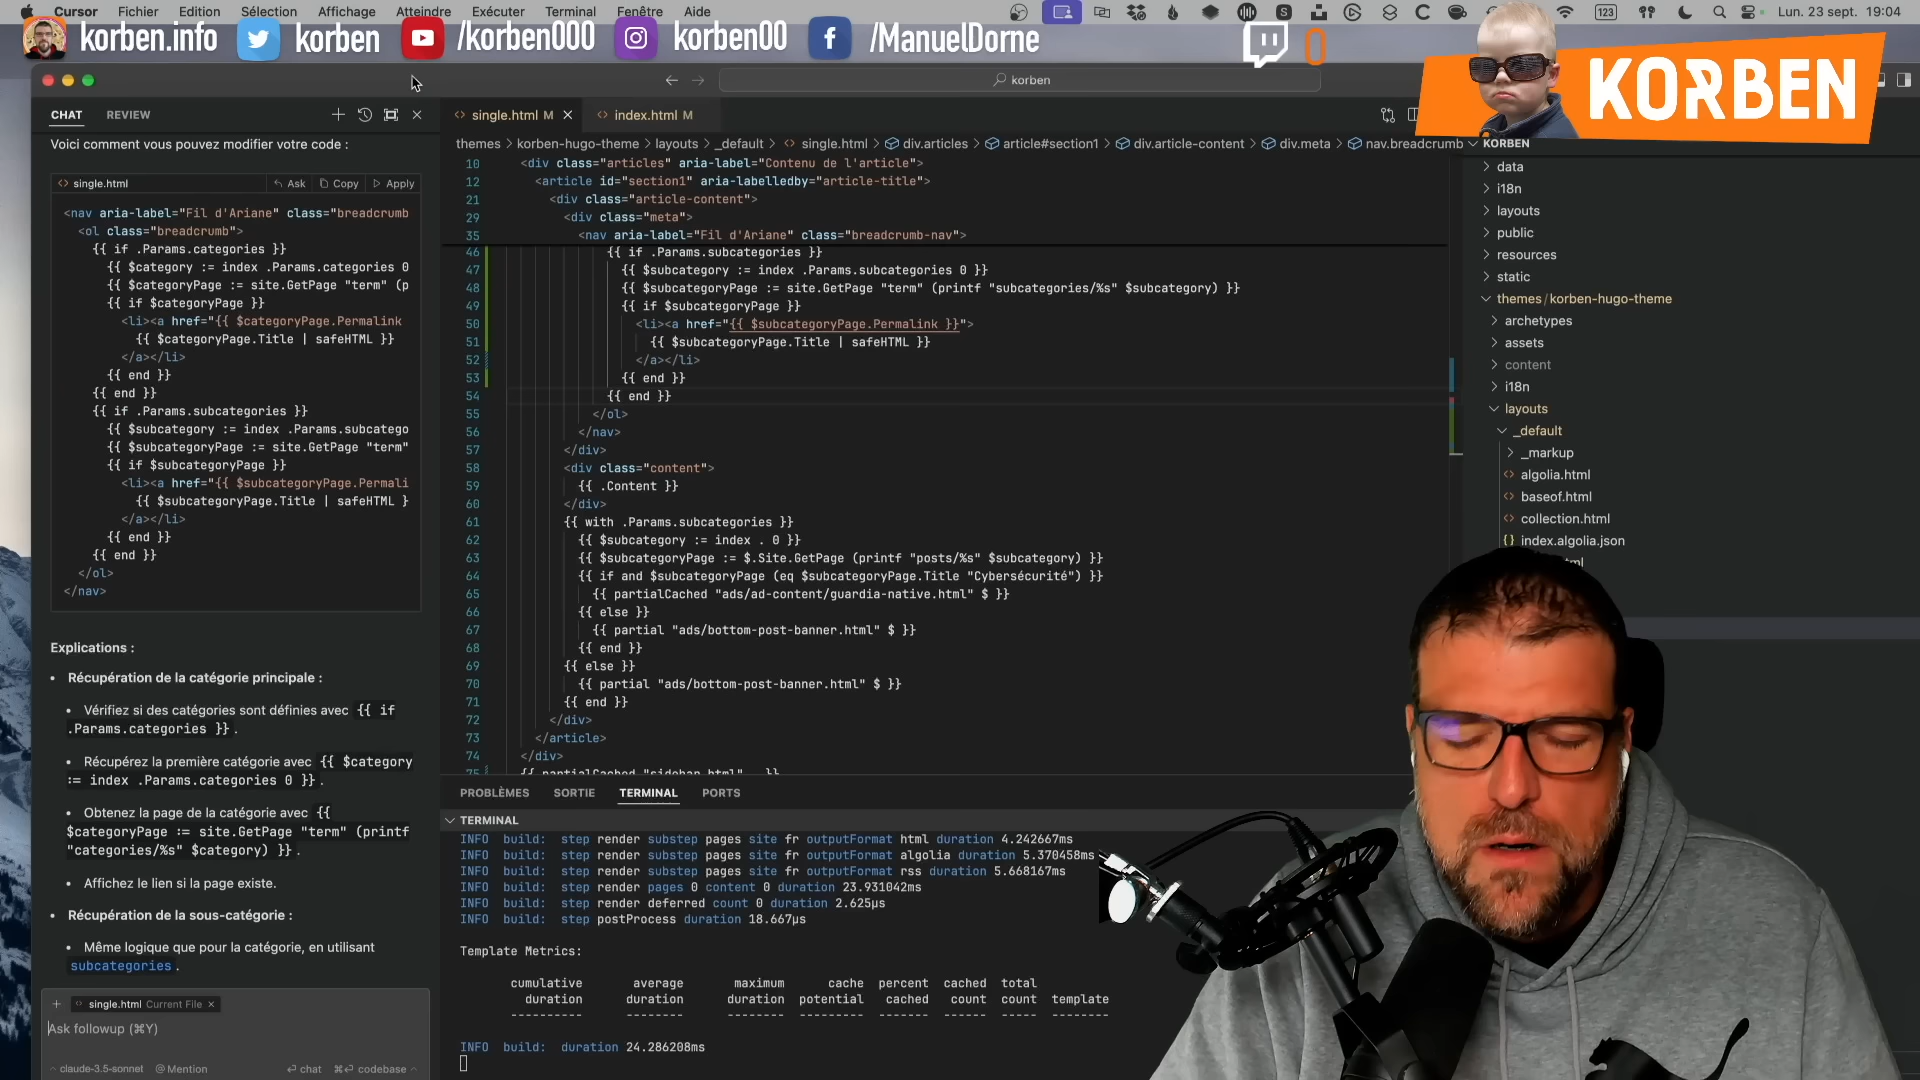 Cursor Fichier Edition Sélection Affichage Atteindre Exécuter Terminal Fenêtre Aide
123 Lun. 23 sept. 19:04
korben.info korben /korben000 korben00 /ManuelDorne 0
KORBEN
korben
CHAT REVIEW
Voici comment vous pouvez modifier votre code :
single.html Ask Copy Apply
<nav aria-label="Fil d'Ariane" class="breadcrumb
<ol class="breadcrumb">
{{ if .Params.categories }}
{{ $category := index .Params.categories 0
{{ $categoryPage := site.GetPage "term" (p
{{ if $categoryPage }}
<li><a href="{{ $categoryPage.Permalink
{{ $categoryPage.Title | safeHTML }}
</a></li>
{{ end }}
{{ end }}
{{ if .Params.subcategories }}
{{ $subcategory := index .Params.subcatego
{{ $subcategoryPage := site.GetPage "term"
{{ if $subcategoryPage }}
<li><a href="{{ $subcategoryPage.Permali
{{ $subcategoryPage.Title | safeHTML }
</a></li>
{{ end }}
{{ end }}
</ol>
</nav>
Explications :
• Récupération de la catégorie principale :
• Vérifiez si des catégories sont définies avec {{ if
.Params.categories }} .
• Récupérez la première catégorie avec {{ $category
:= index .Params.categories 0 }} .
• Obtenez la page de la catégorie avec {{
$categoryPage := site.GetPage "term" (printf
"categories/%s" $category) }} .
• Affichez le lien si la page existe.
• Récupération de la sous-catégorie :
• Même logique que pour la catégorie, en utilisant
subcategories .
+ single.html Current File ×
Ask followup (⌘Y)
claude-3.5-sonnet @ Mention chat codebase
single.html M × index.html M
themes > korben-hugo-theme > layouts > _default > single.html > div.articles > article#section1 > div.article-content > div.meta > nav.breadcrumb
10 <div class="articles" aria-label="Contenu de l'article">
12 <article id="section1" aria-labelledby="article-title">
21 <div class="article-content">
29 <div class="meta">
35 <nav aria-label="Fil d'Ariane" class="breadcrumb-nav">
46 {{ if .Params.subcategories }}
47 {{ $subcategory := index .Params.subcategories 0 }}
48 {{ $subcategoryPage := site.GetPage "term" (printf "subcategories/%s" $subcategory) }}
49 {{ if $subcategoryPage }}
50 <li><a href="{{ $subcategoryPage.Permalink }}">
51 {{ $subcategoryPage.Title | safeHTML }}
52 </a></li>
53 {{ end }}
54 {{ end }}
55 </ol>
56 </nav>
57 </div>
58 <div class="content">
59 {{ .Content }}
60 </div>
61 {{ with .Params.subcategories }}
62 {{ $subcategory := index . 0 }}
63 {{ $subcategoryPage := $.Site.GetPage (printf "posts/%s" $subcategory) }}
64 {{ if and $subcategoryPage (eq $subcategoryPage.Title "Cybersécurité") }}
65 {{ partialCached "ads/ad-content/guardia-native.html" $ }}
66 {{ else }}
67 {{ partial "ads/bottom-post-banner.html" $ }}
68 {{ end }}
69 {{ else }}
70 {{ partial "ads/bottom-post-banner.html" $ }}
71 {{ end }}
72 </div>
73 </article>
74 </div>
75 {{ partialCached "sidebar.html" . }}
PROBLÈMES SORTIE TERMINAL PORTS
TERMINAL
INFO build: step render substep pages site fr outputFormat html duration 4.242667ms
INFO build: step render substep pages site fr outputFormat algolia duration 5.370458ms
INFO build: step render substep pages site fr outputFormat rss duration 5.668167ms
INFO build: step render pages 0 content 0 duration 23.931042ms
INFO build: step render deferred count 0 duration 2.625µs
INFO build: step postProcess duration 18.667µs
Template Metrics:
cumulative average maximum cache percent cached total
duration duration duration potential cached count count template
---------- -------- -------- --------- ------- ------ ----- --------
INFO build: duration 24.286208ms
KORBEN
data
i18n
layouts
public
resources
static
themes/korben-hugo-theme
archetypes
assets
content
i18n
layouts
_default
_markup
algolia.html
baseof.html
collection.html
index.algolia.json